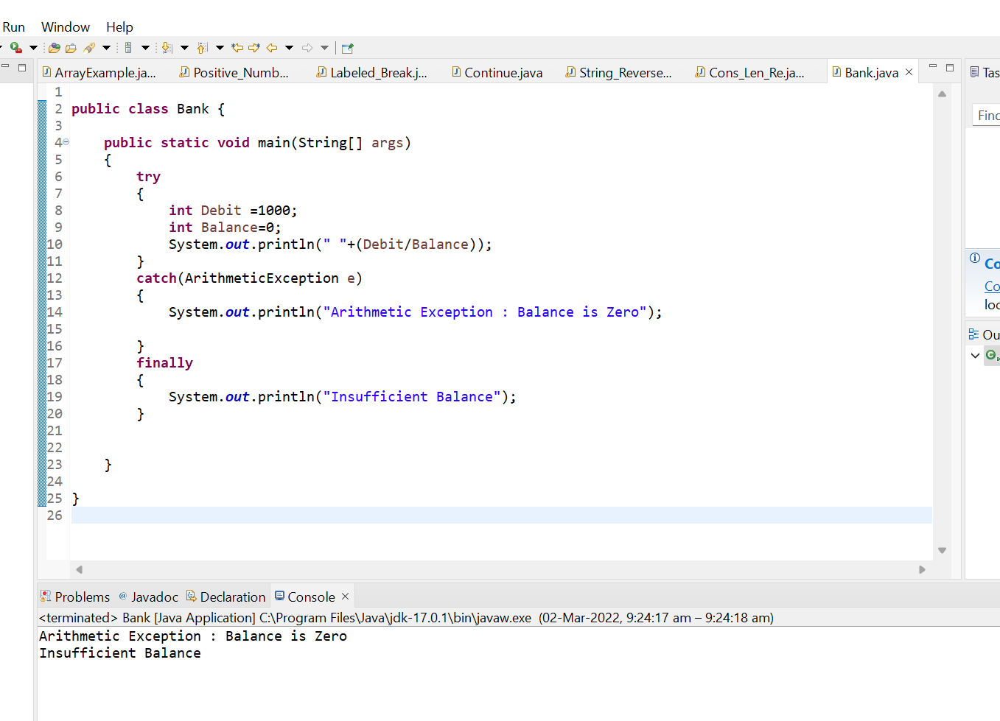 Run Window Help
ArrayExample.ja... Positive_Numb... Labeled_Break.j... Continue.java String_Reverse... Cons_Len_Re.ja... Bank.java Tas
1
2 public class Bank {
3
4 public static void main(String[] args)
5 {
6 try
7 {
8 int Debit =1000;
9 int Balance=0;
10 System.out.println(" "+(Debit/Balance));
11 }
12 catch(ArithmeticException e)
13 {
14 System.out.println("Arithmetic Exception : Balance is Zero");
15
16 }
17 finally
18 {
19 System.out.println("Insufficient Balance");
20 }
21
22
23 }
24
25 }
26
Find
Co
Co
loc
Ou
Problems @ Javadoc Declaration Console
<terminated> Bank [Java Application] C:\Program Files\Java\jdk-17.0.1\bin\javaw.exe (02-Mar-2022, 9:24:17 am – 9:24:18 am)
Arithmetic Exception : Balance is Zero
Insufficient Balance